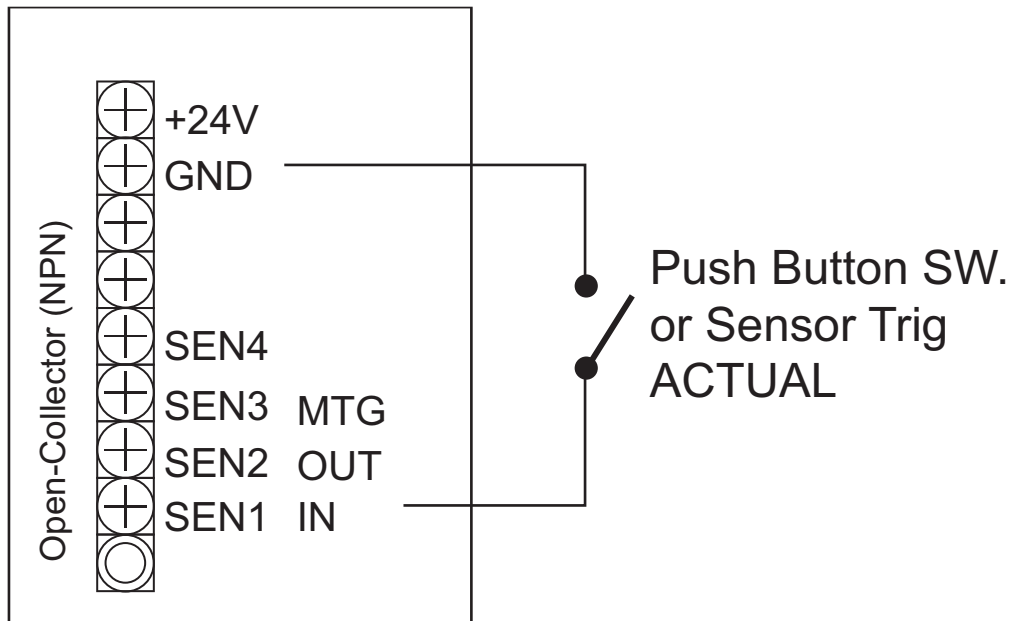 +24V
GND
Open-Collector (NPN)
SEN4
SEN3 MTG
SEN2 OUT
SEN1 IN
Push Button SW.
or Sensor Trig
ACTUAL